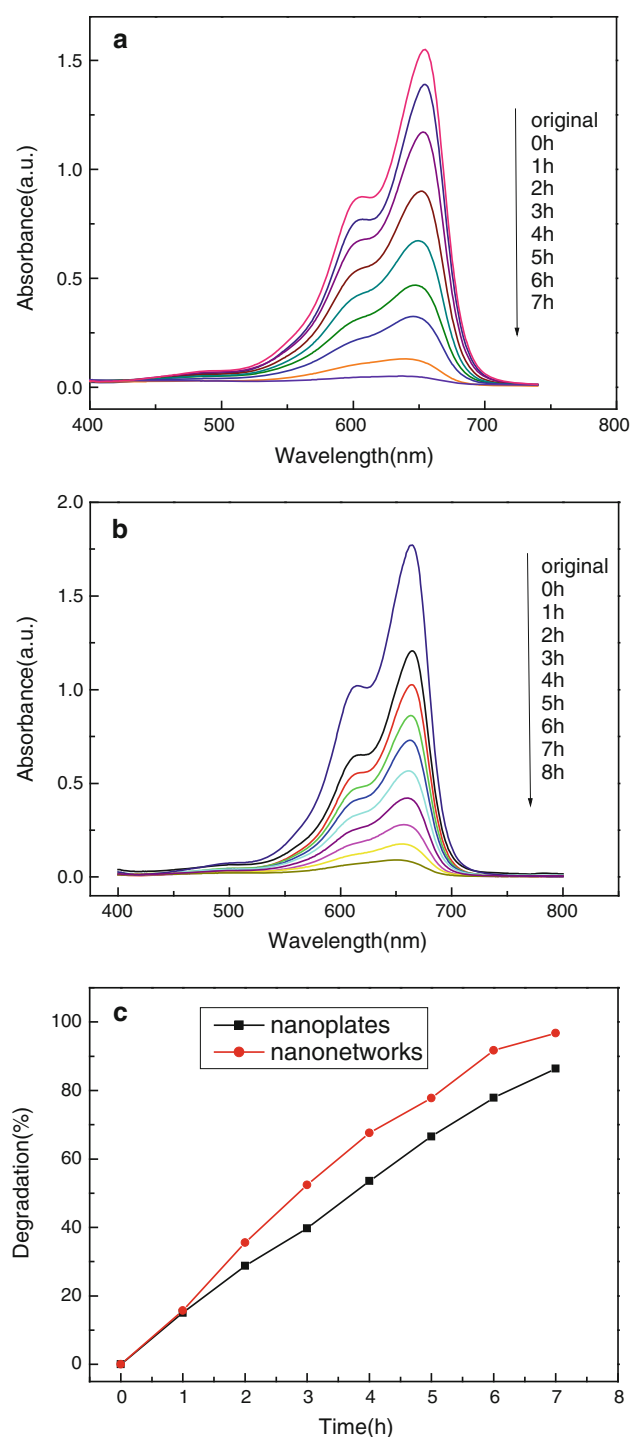 a
1.5
1.0
0.5
0.0
Absorbance(a.u.)
original
0h
1h
2h
3h
4h
5h
6h
7h
400
500
600
700
800
Wavelength(nm)
b
2.0
1.5
1.0
0.5
0.0
Absorbance(a.u.)
original
0h
1h
2h
3h
4h
5h
6h
7h
8h
400
500
600
700
800
Wavelength(nm)
c
nanoplates
nanonetworks
100
80
60
40
20
0
Degradation(%)
0
1
2
3
4
5
6
7
8
Time(h)